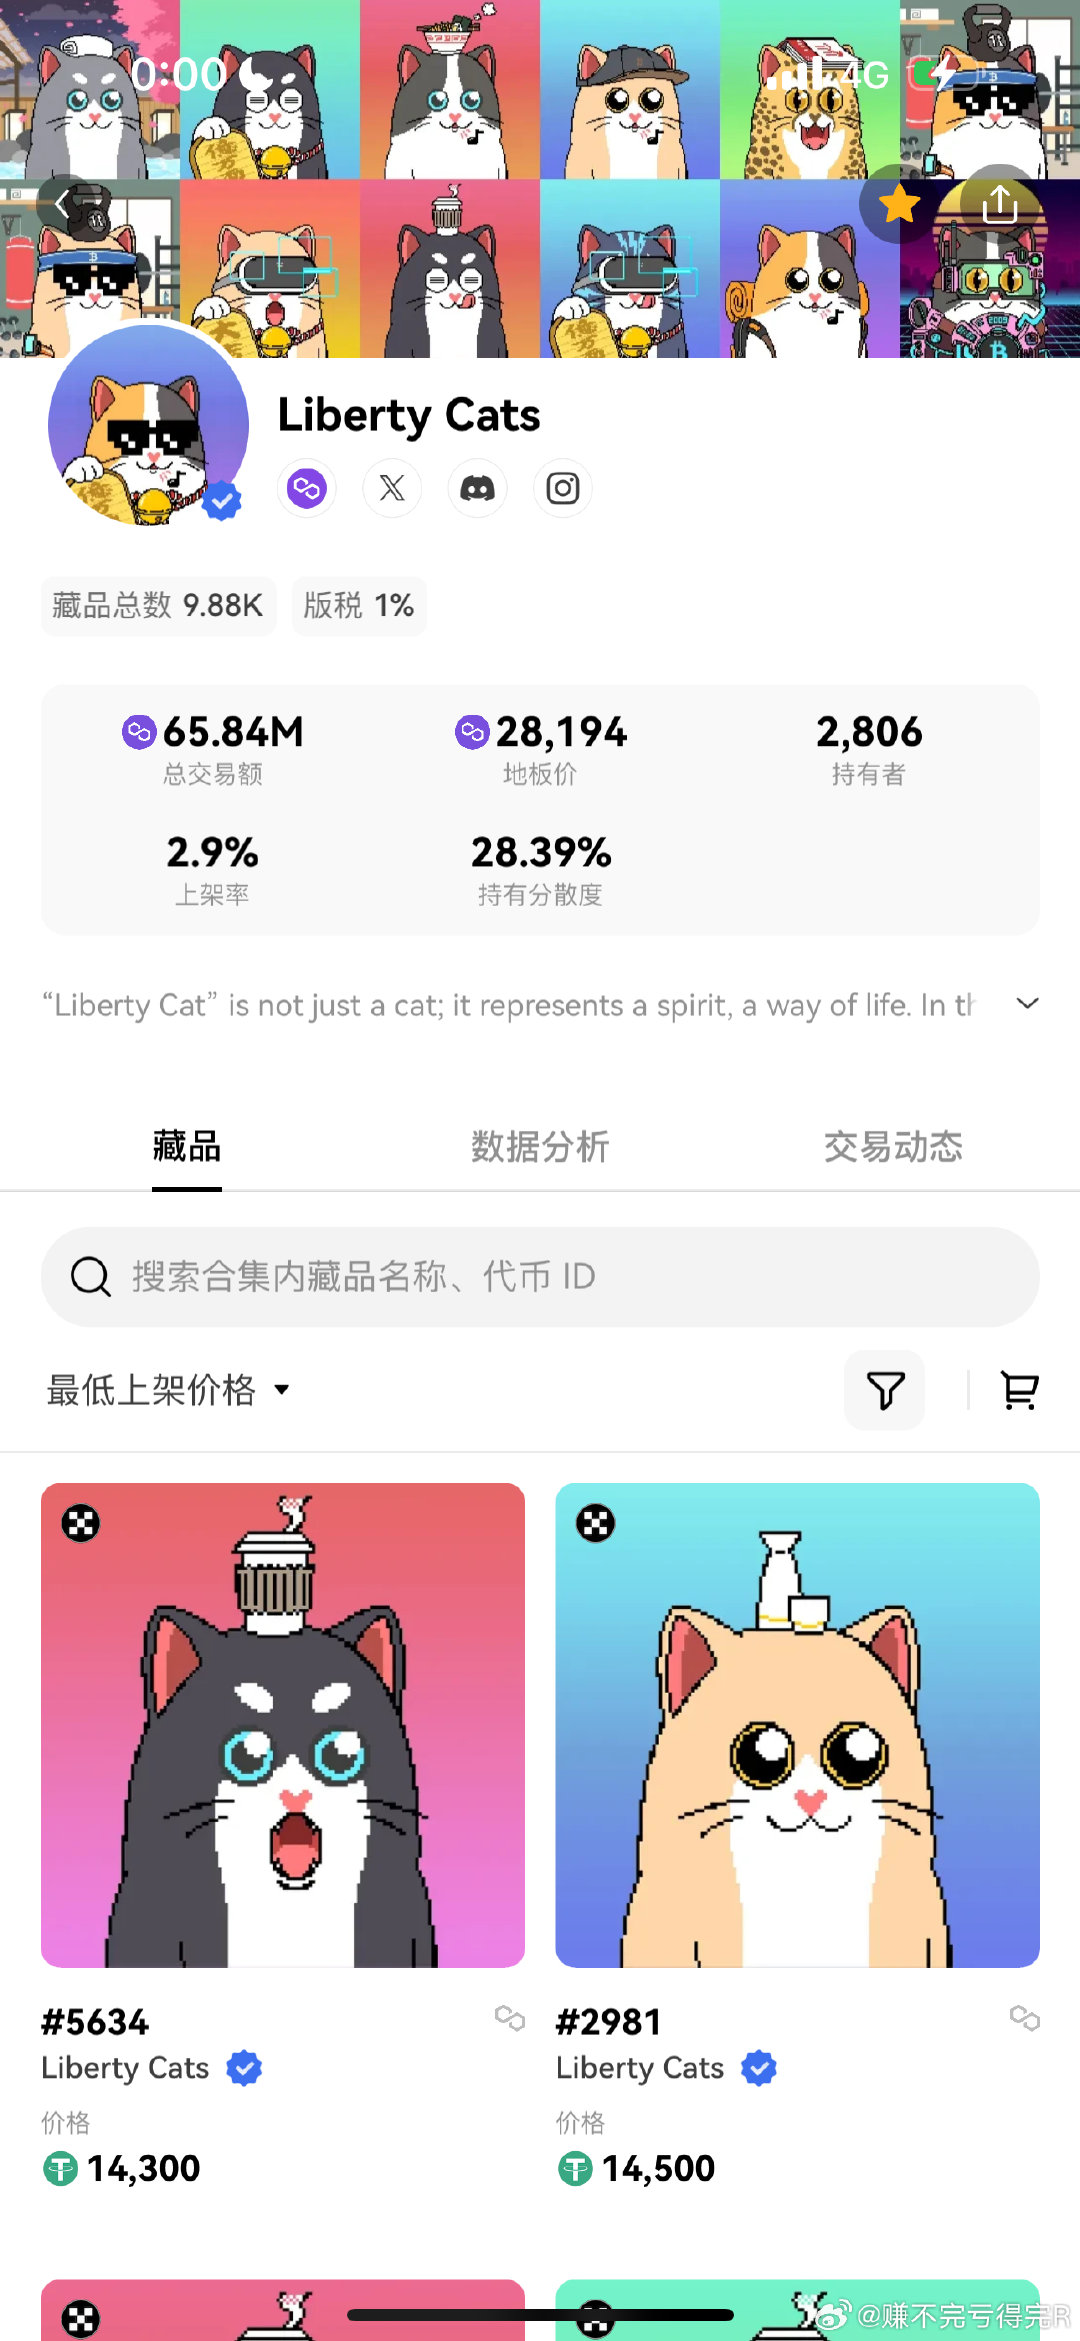 0:00
4G
Liberty Cats
藏品总数 9.88K
版税 1%
65.84M
28,194
2,806
总交易额
地板价
持有者
2.9%
28.39%
上架率
持有分散度
“Liberty Cat” is not just a cat; it represents a spirit, a way of life. In th
藏品
数据分析
交易动态
搜索合集内藏品名称、代币 ID
最低上架价格
#5634
#2981
Liberty Cats
Liberty Cats
价格
价格
14,300
14,500
@赚不完亏得完R